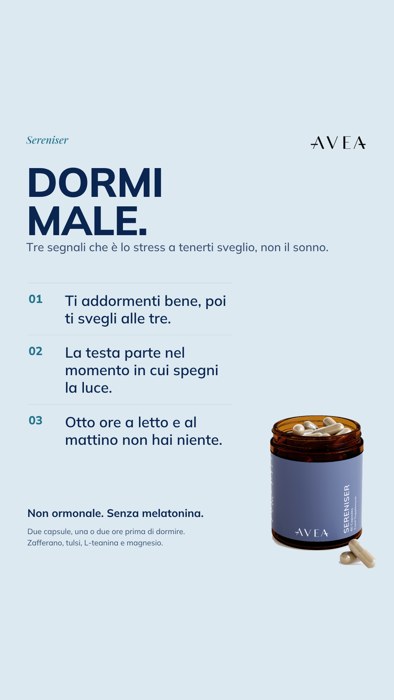 Sereniser
AVEA
DORMI
MALE.
Tre segnali che è lo stress a tenerti sveglio, non il sonno.
01
Ti addormenti bene, poi
ti svegli alle tre.
02
La testa parte nel
momento in cui spegni
la luce.
03
Otto ore a letto e al
mattino non hai niente.
Non ormonale. Senza melatonina.
Due capsule, una o due ore prima di dormire.
Zafferano, tulsi, L-teanina e magnesio.
AVEA
SERENISER